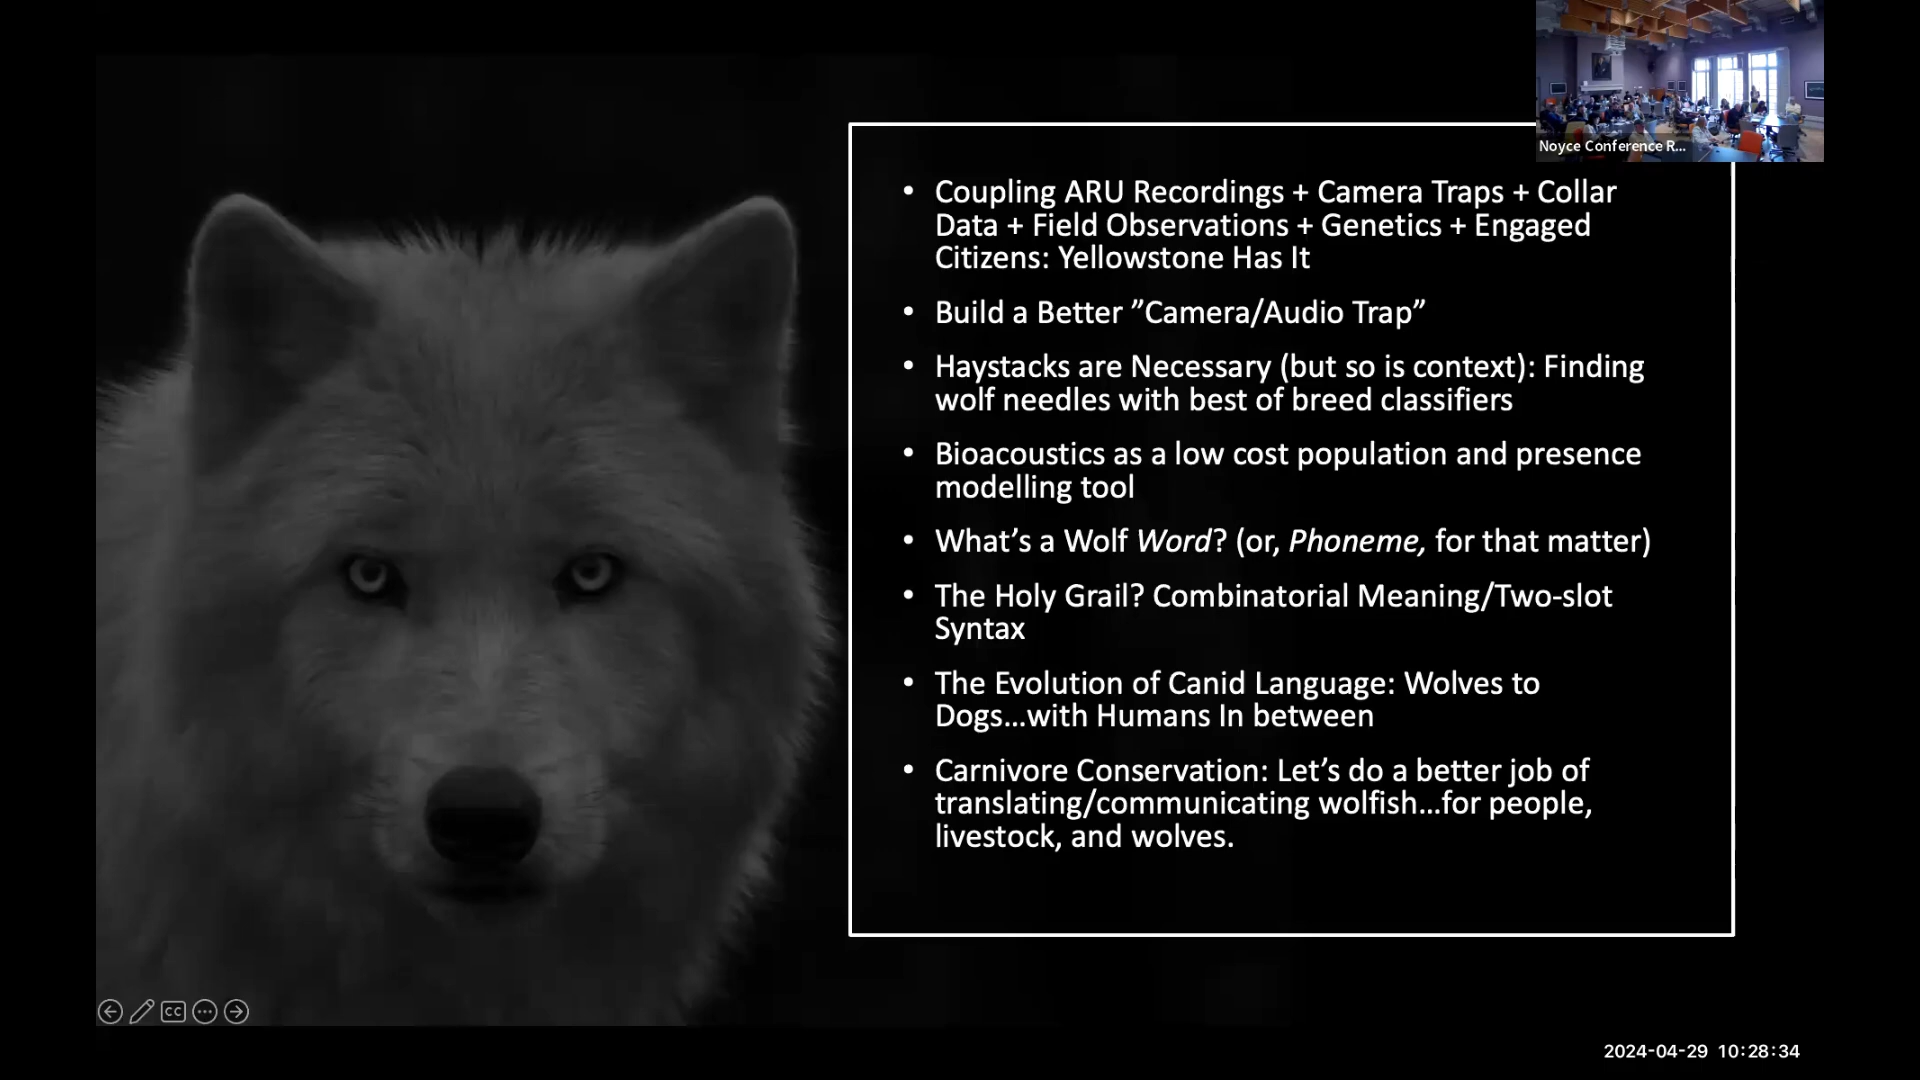 Noyce Conference R...
• Coupling ARU Recordings + Camera Traps + Collar
Data + Field Observations + Genetics + Engaged
Citizens: Yellowstone Has It
• Build a Better ”Camera/Audio Trap”
• Haystacks are Necessary (but so is context): Finding
wolf needles with best of breed classifiers
• Bioacoustics as a low cost population and presence
modelling tool
• What’s a Wolf Word? (or, Phoneme, for that matter)
• The Holy Grail? Combinatorial Meaning/Two-slot
Syntax
• The Evolution of Canid Language: Wolves to
Dogs…with Humans In between
• Carnivore Conservation: Let’s do a better job of
translating/communicating wolfish…for people,
livestock, and wolves.
CC
2024-04-29 10:28:34